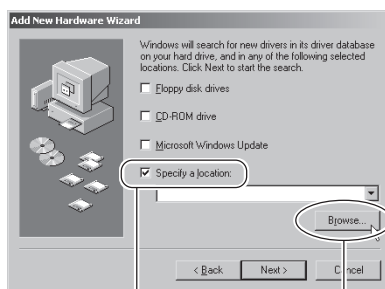 Add New Hardware Wizard
Windows will search for new drivers in its driver database
on your hard drive, and in any of the following selected
locations. Click Next to start the search.
Floppy disk drives
CD-ROM drive
Microsoft Windows Update
Specify a location:
Browse...
< Back
Next >
Cancel